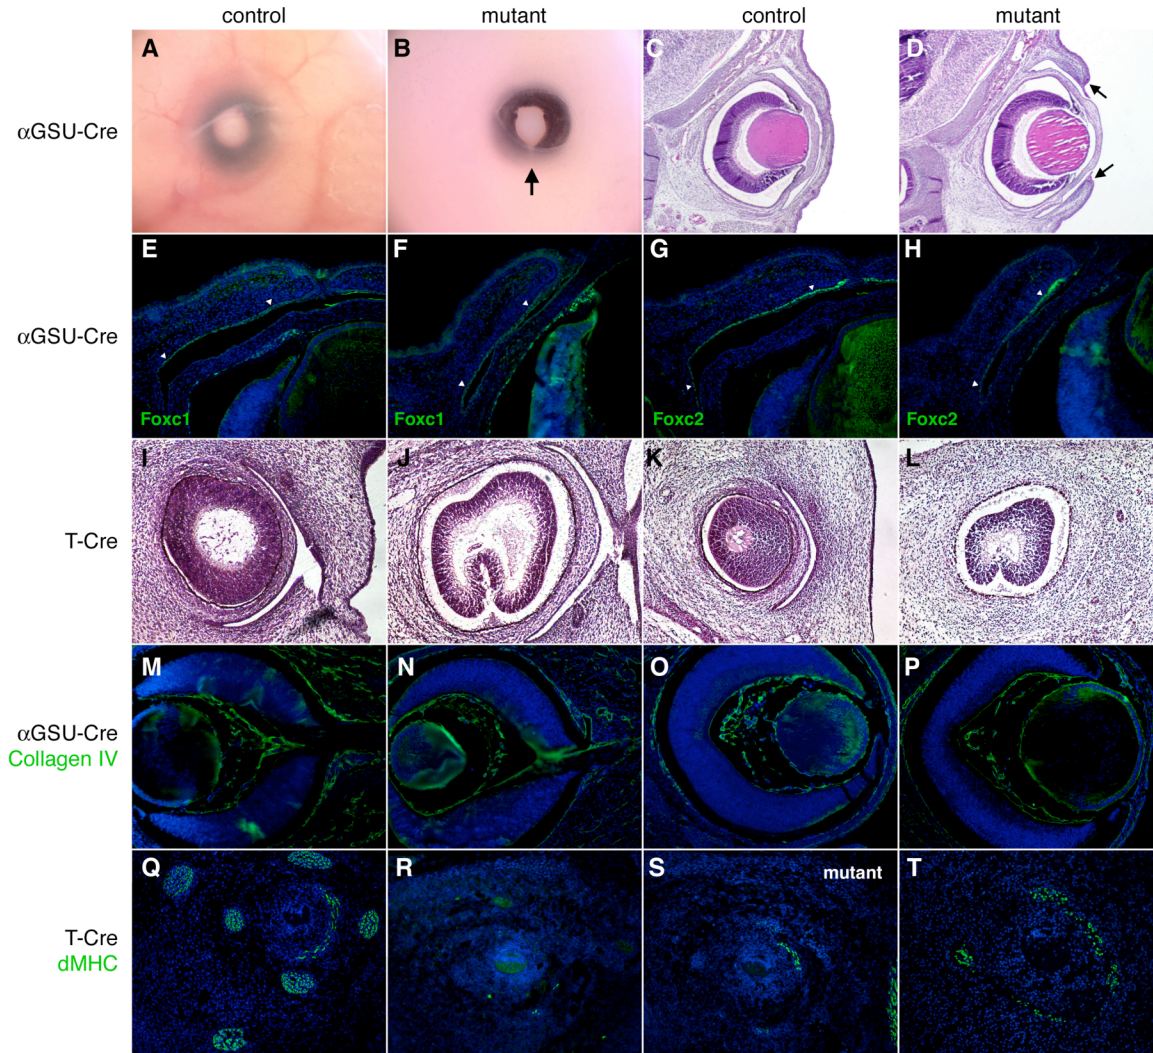 control mutant control mutant
αGSU-Cre A B C D
αGSU-Cre E F G H
Foxc1 Foxc1 Foxc2 Foxc2
T-Cre I J K L
αGSU-Cre M N O P
Collagen IV
Q R S mutant T
T-Cre
dMHC